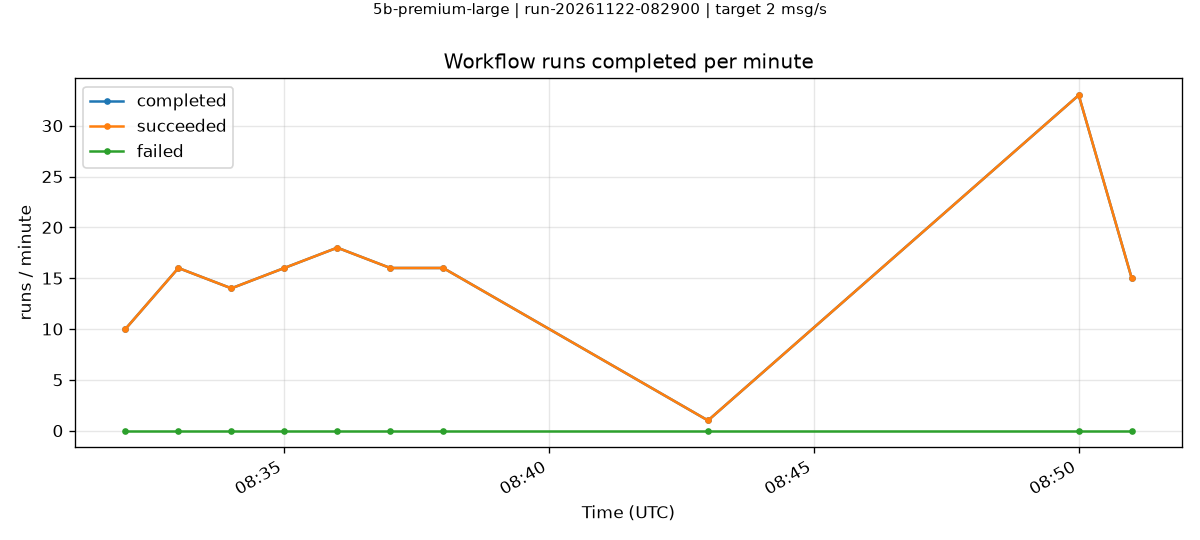 5b-premium-large | run-20261122-082900 | target 2 msg/s
Workflow runs completed per minute
completed
succeeded
failed
runs / minute
30
25
20
15
10
5
0
08:35
08:40
08:45
08:50
Time (UTC)